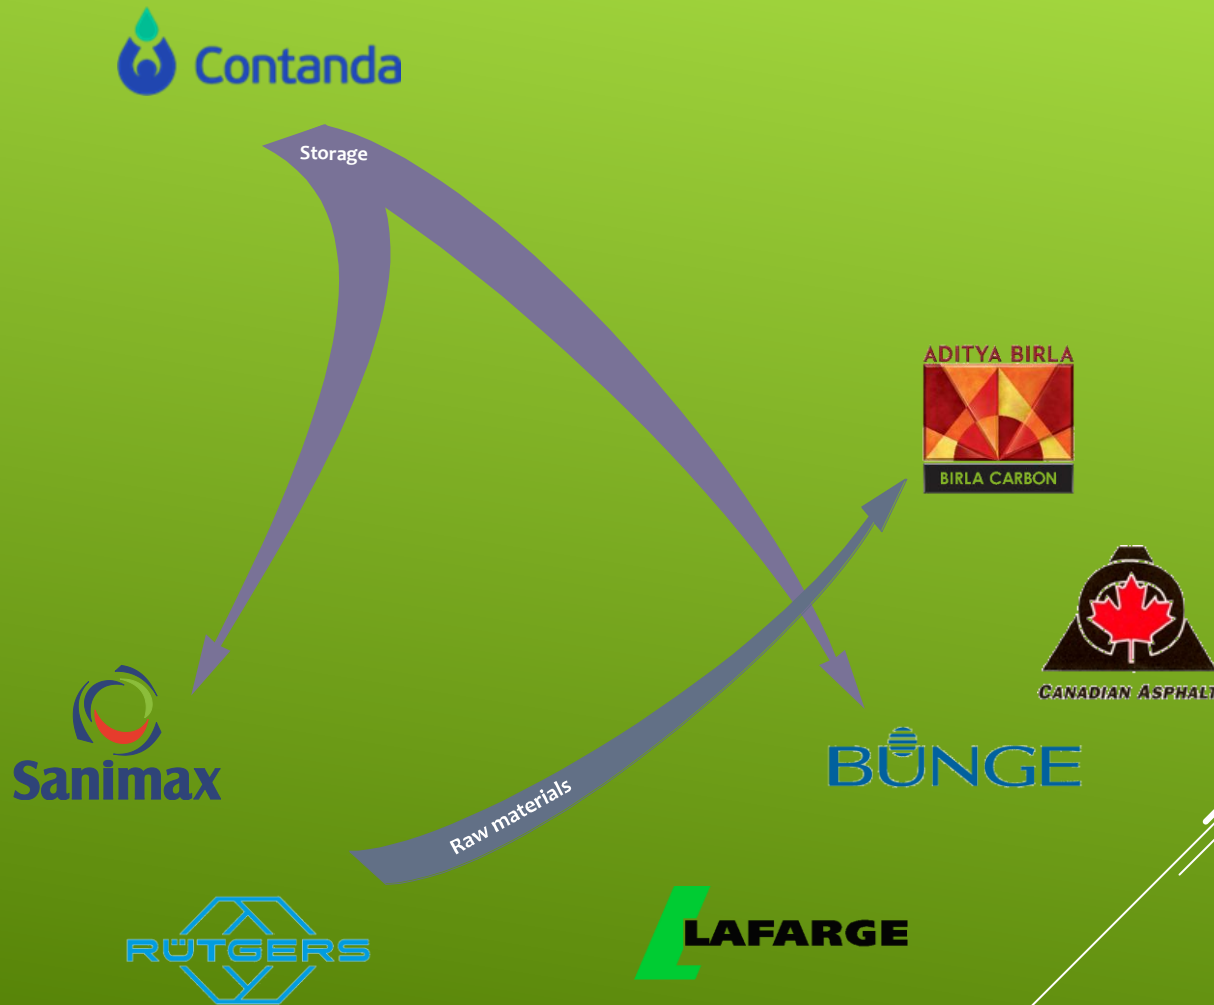 Contanda
Storage
ADITYA BIRLA
BIRLA CARBON
CANADIAN ASPHALT
BUNGE
Sanimax
Raw materials
RÜTGERS
LAFARGE